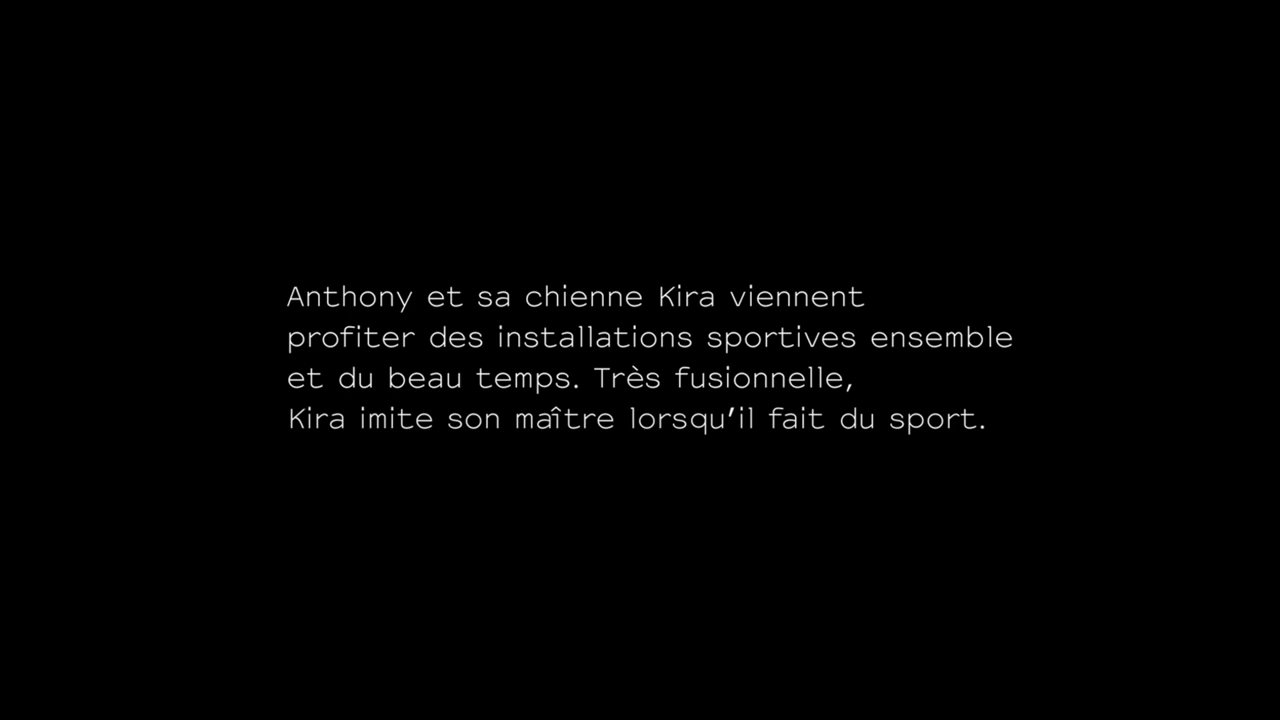 Anthony et sa chienne Kira viennent
profiter des installations sportives ensemble
et du beau temps. Très fusionnelle,
Kira imite son maître lorsqu'il fait du sport.